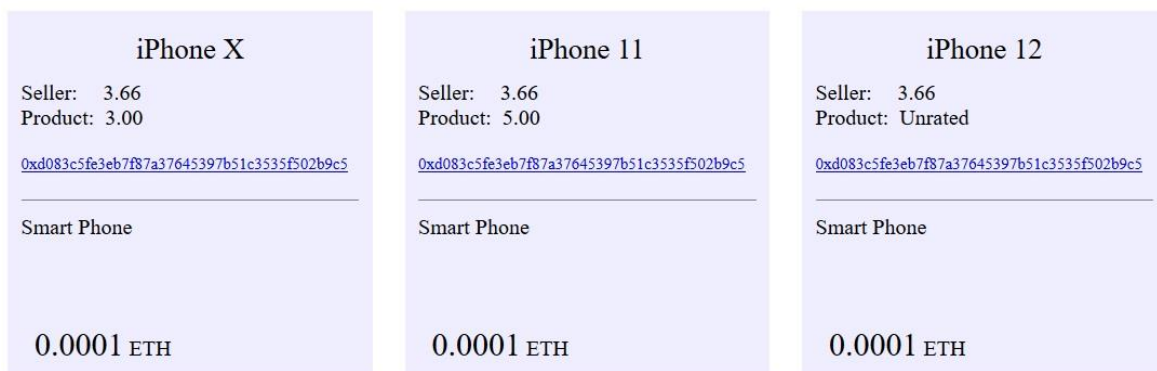 iPhone X
Seller: 3.66
Product: 3.00
0xd083c5fe3eb7f87a37645397b51c3535f502b9c5
Smart Phone
0.0001 ETH
iPhone 11
Seller: 3.66
Product: 5.00
0xd083c5fe3eb7f87a37645397b51c3535f502b9c5
Smart Phone
0.0001 ETH
iPhone 12
Seller: 3.66
Product: Unrated
0xd083c5fe3eb7f87a37645397b51c3535f502b9c5
Smart Phone
0.0001 ETH